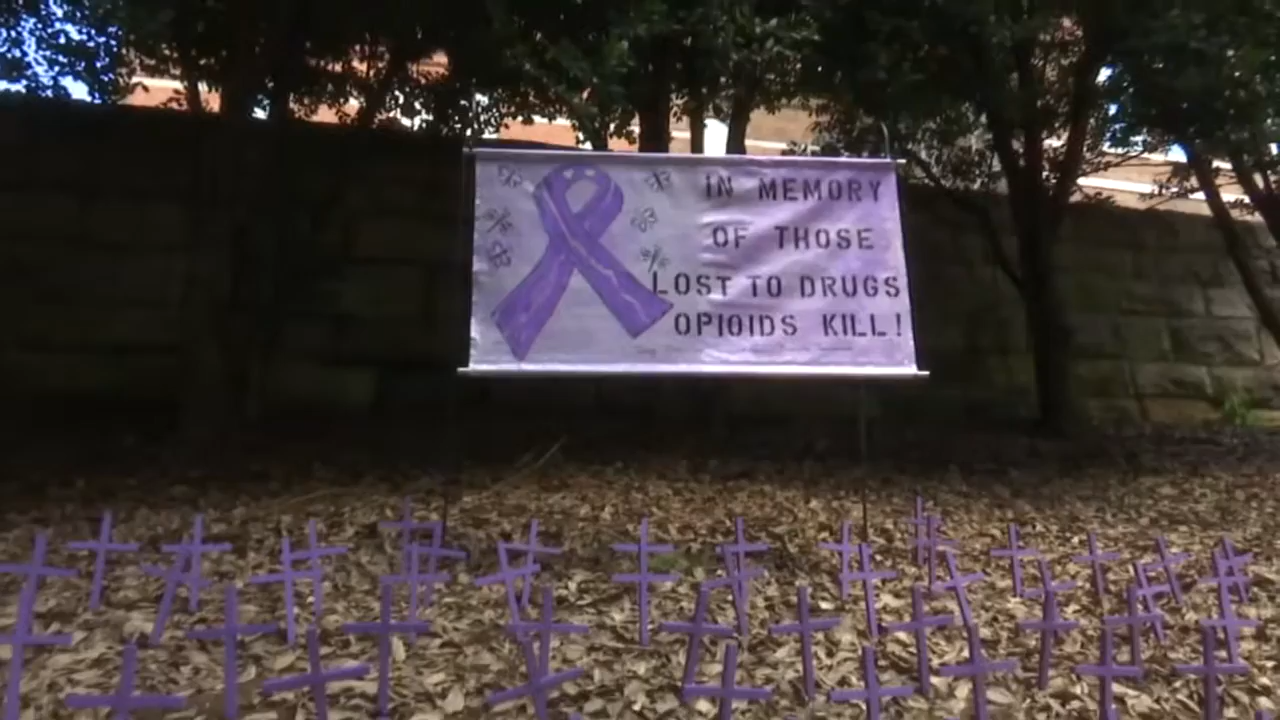 IN MEMORY
OF THOSE
LOST TO DRUGS
OPIOIDS KILL!